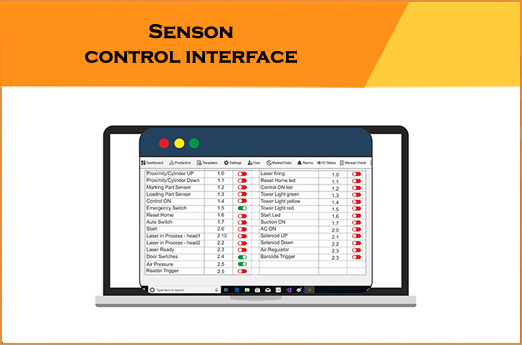 SENSON
CONTROL INTERFACE
Dashboard Production Templates Settings User Marked Data Alarms IO Status Manual Check
Proximity/Cylinder UP 1.0 Laser firing 1.0
Proximity/Cylinder Down 1.1 Reset Home led 1.1
Marking Part Sensor 1.2 Control ON led 1.2
Loading Part Sensor 1.3 Tower Light green 1.3
Control ON 1.4 Tower Light yellow 1.4
Emergency Switch 1.5 Tower Light red 1.5
Reset Home 1.6 Start Led 1.6
Auto Switch 1.7 Suction ON 1.7
Start 2.0 AC ON 2.0
Laser in Process - head1 2.10 Soleniod UP 2.1
Laser in Process - head2 2.2 Solenoid Down 2.2
Laser Ready 2.3 Air Regulator 2.3
Door Switches 2.4 Barcode Trigger 2.3
Air Pressure 2.5
Reader Trigger 2.5
Type here to search